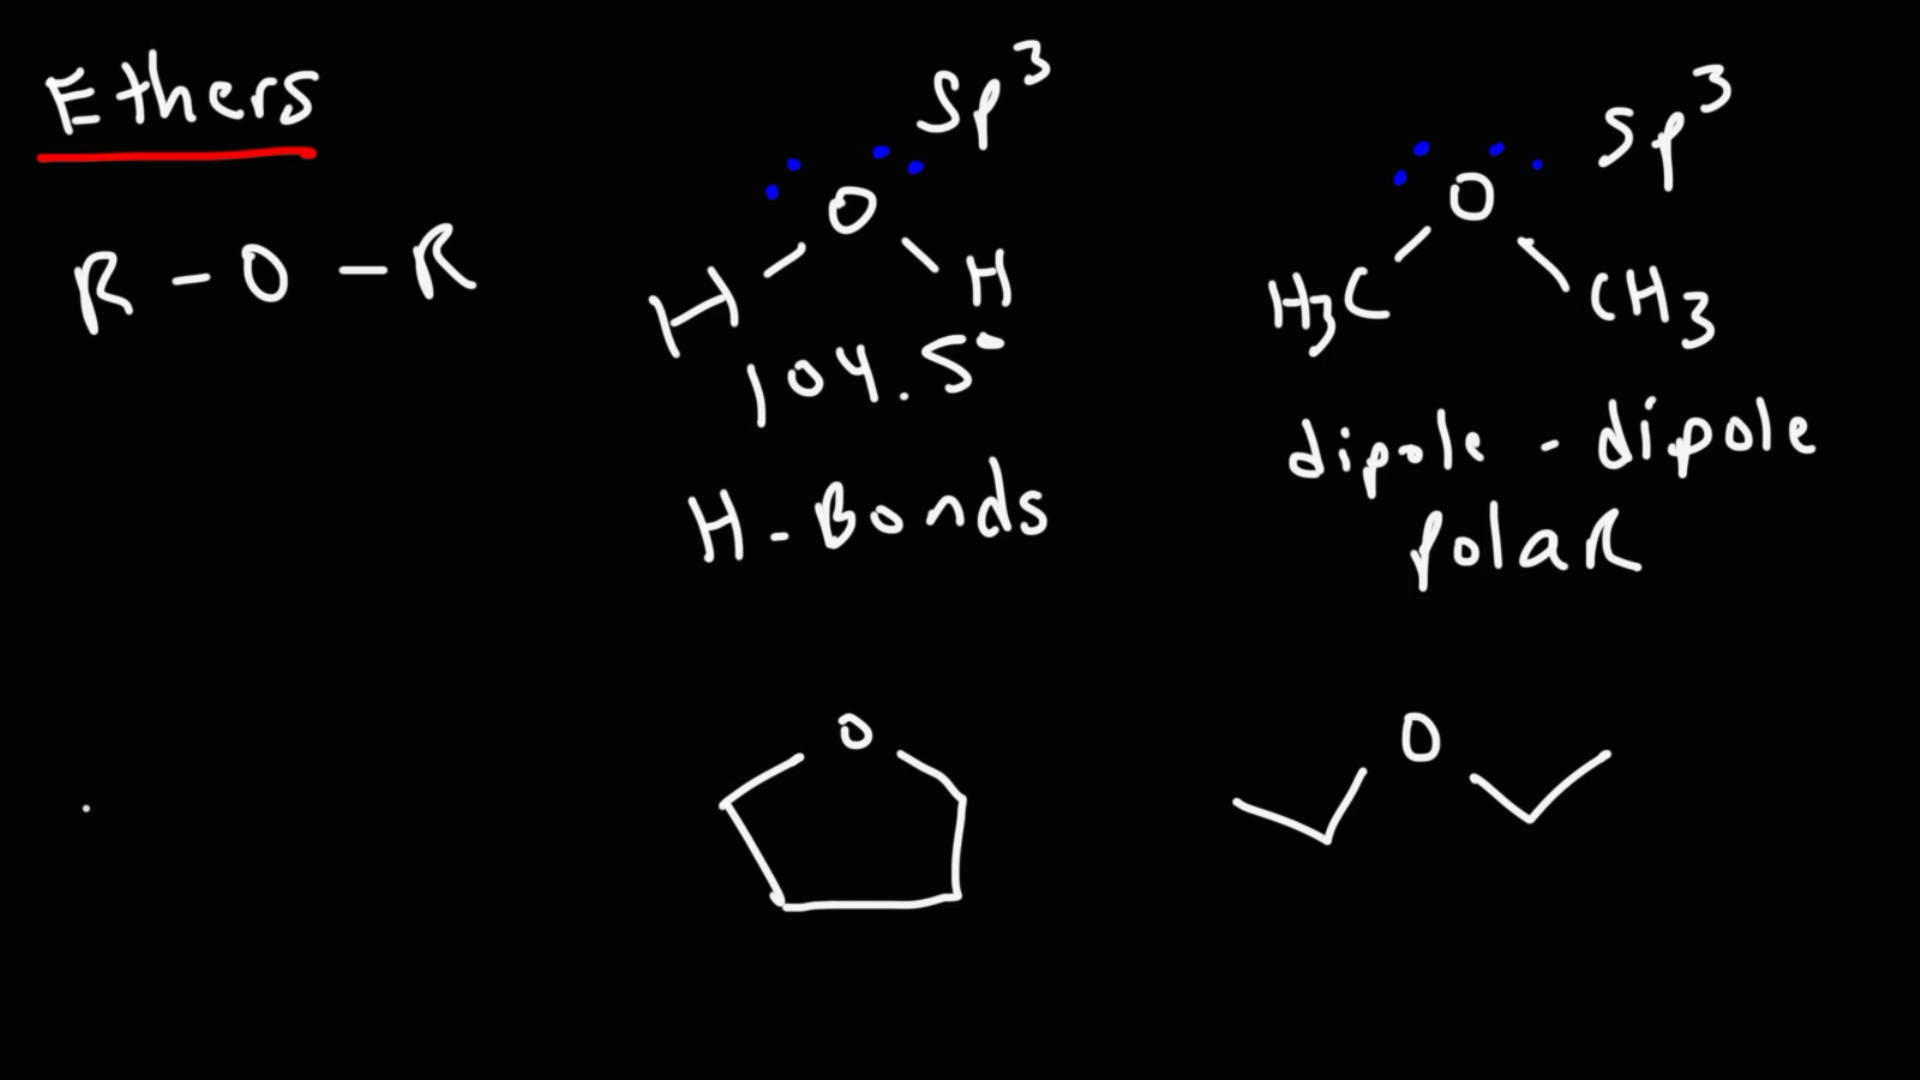 Ethers
R - O - R
Sp³
O
H H
104.5°
H-Bonds
Sp³
O
H₃C CH₃
dipole - dipole
polaR
O
O